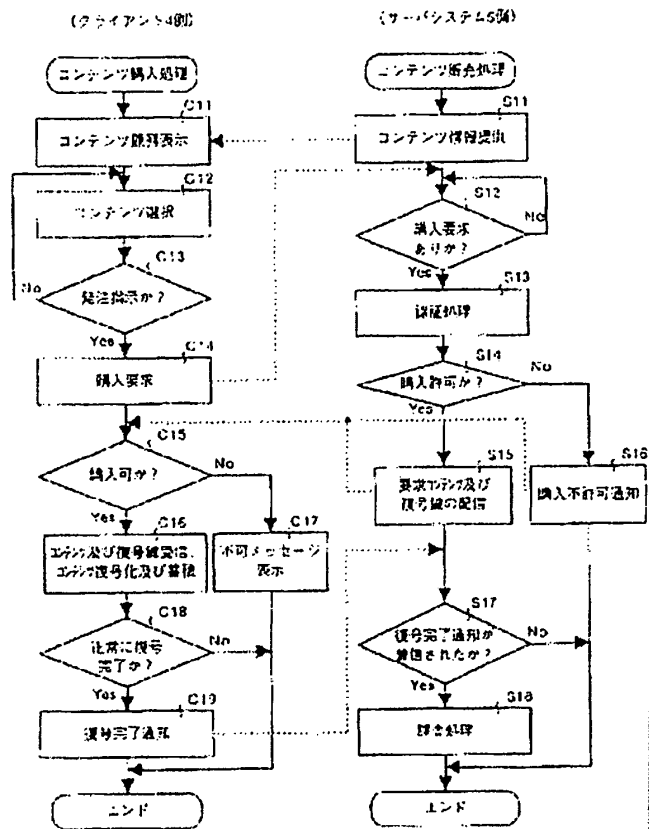 (クライアント4側)
コンテンツ購入処理
C11
コンテンツ概要表示
C12
コンテンツ選択
C13
発注指示か?
No
Yes
C14
購入要求
C15
購入可か?
No
Yes
C16
コンテンツ及び復号鍵受信、
コンテンツ復号化及び蓄積
C17
不可メッセージ
表示
C18
正常に復号
完了か?
No
Yes
C19
復号完了通知
エンド
(サーバシステム5側)
コンテンツ販売処理
S11
コンテンツ情報提供
S12
購入要求
ありか?
No
Yes
S13
認証処理
S14
購入許可か?
No
Yes
S15
要求コンテンツ及び
復号鍵の配信
S16
購入不許可通知
S17
復号完了通知が
着信されたか?
No
Yes
S18
課金処理
エンド